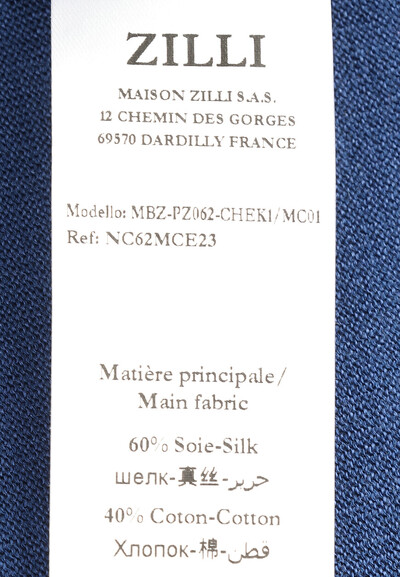 ZILLI
MAISON ZILLI S.A.S.
12 CHEMIN DES GORGES
69570 DARDILLY FRANCE
Modello: MBZ-PZ062-CHEK1/MC01
Ref: NC62MCE23
Matière principale/
Main fabric
60% Soie-Silk
шелк-真丝-حرير
40% Coton-Cotton
Хлопок-棉-قطن